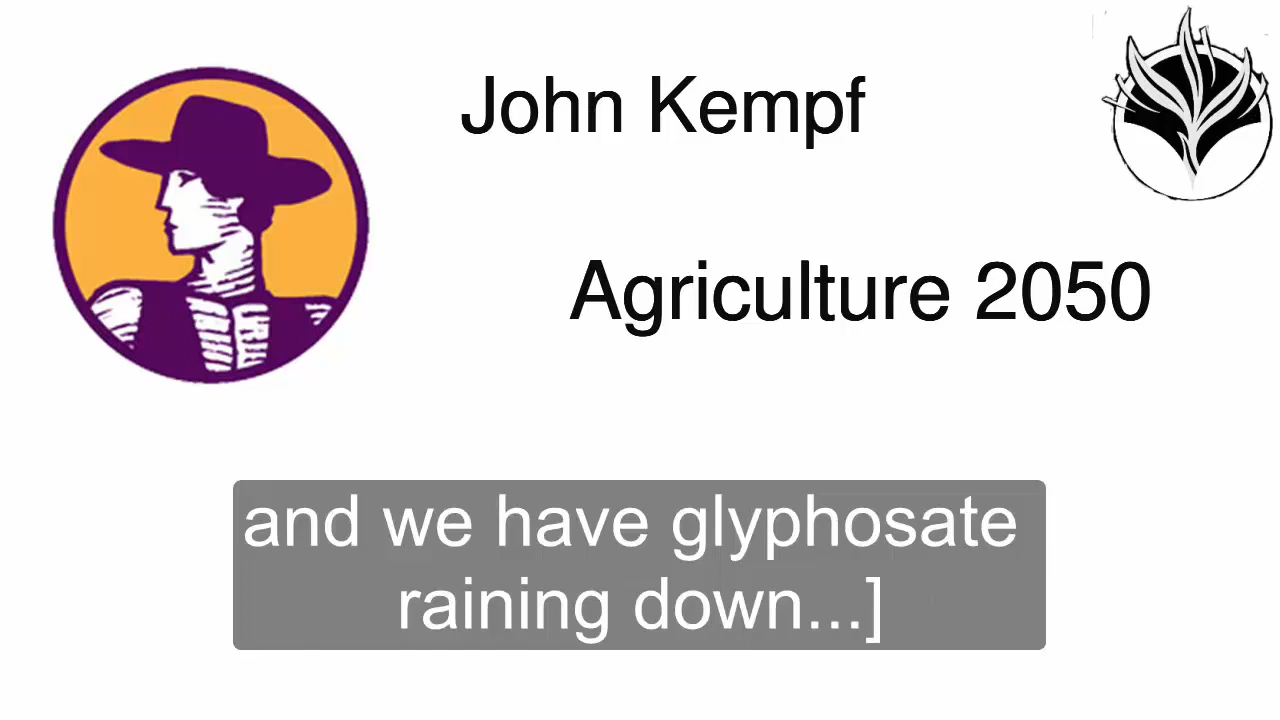 John Kempf
Agriculture 2050
and we have glyphosate
raining down...]